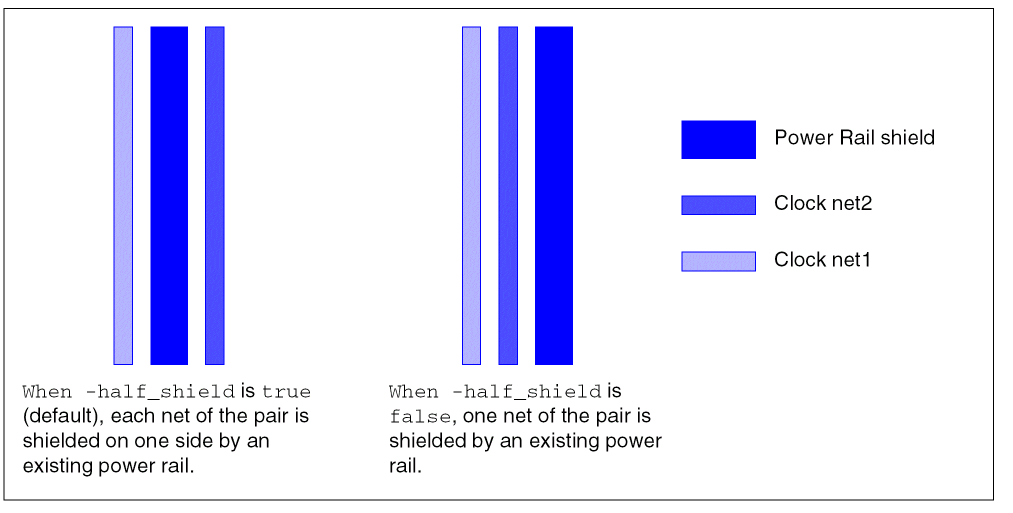 Power Rail shield
Clock net2
Clock net1
When -half_shield is true
(default), each net of the pair is
shielded on one side by an
existing power rail.
When -half_shield is
false, one net of the pair is
shielded by an existing power
rail.